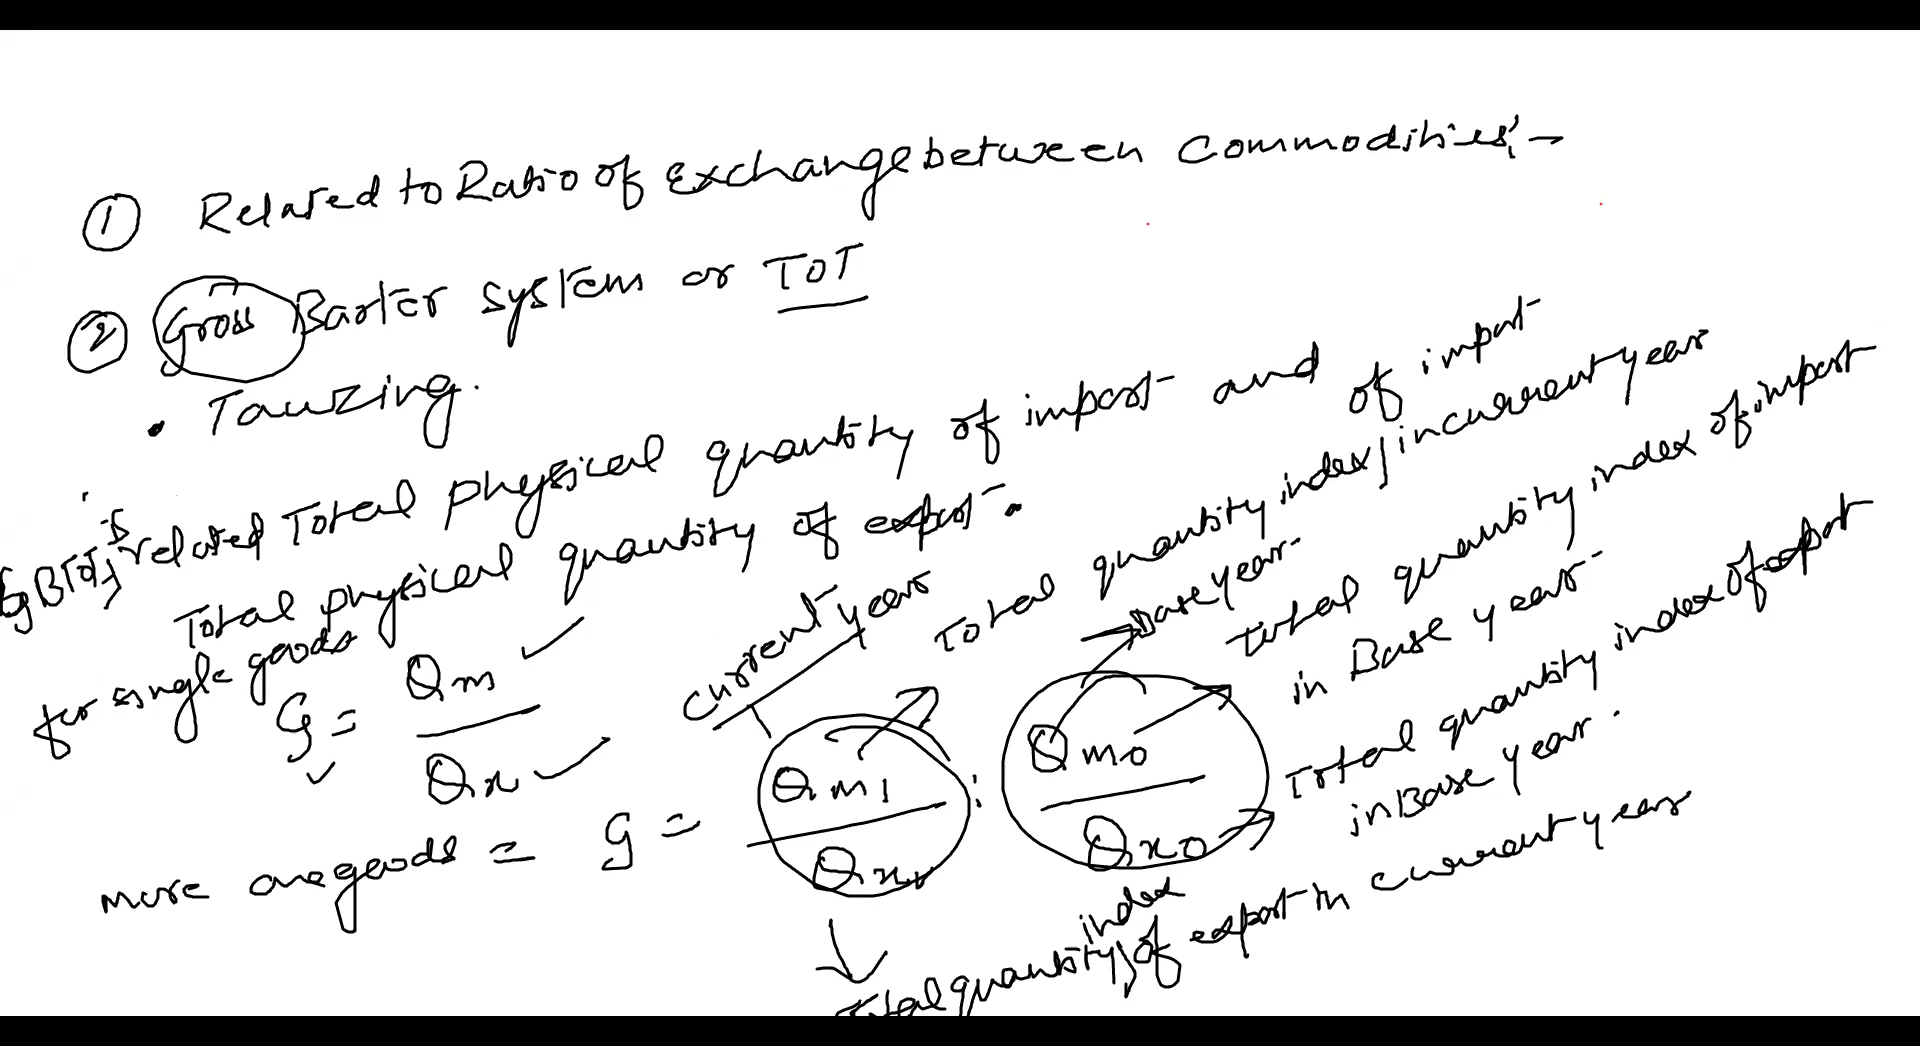 ① Related to Ratio of Exchange between Commodities:-
② Gross Barter system or TOT
• Tauzing.
GBTOT is related Total physical quantity of import and
Total physical quantity of export.
for single goods
G = Qm / Qx
current year
Total quantity index of import in current year
Base year
Total quantity index of import
in Base year
Total quantity index of export
in Base year.
more one goods = G = Qm1 / Qx1 : Qm0 / Qx0
Total quantity index of export in current year